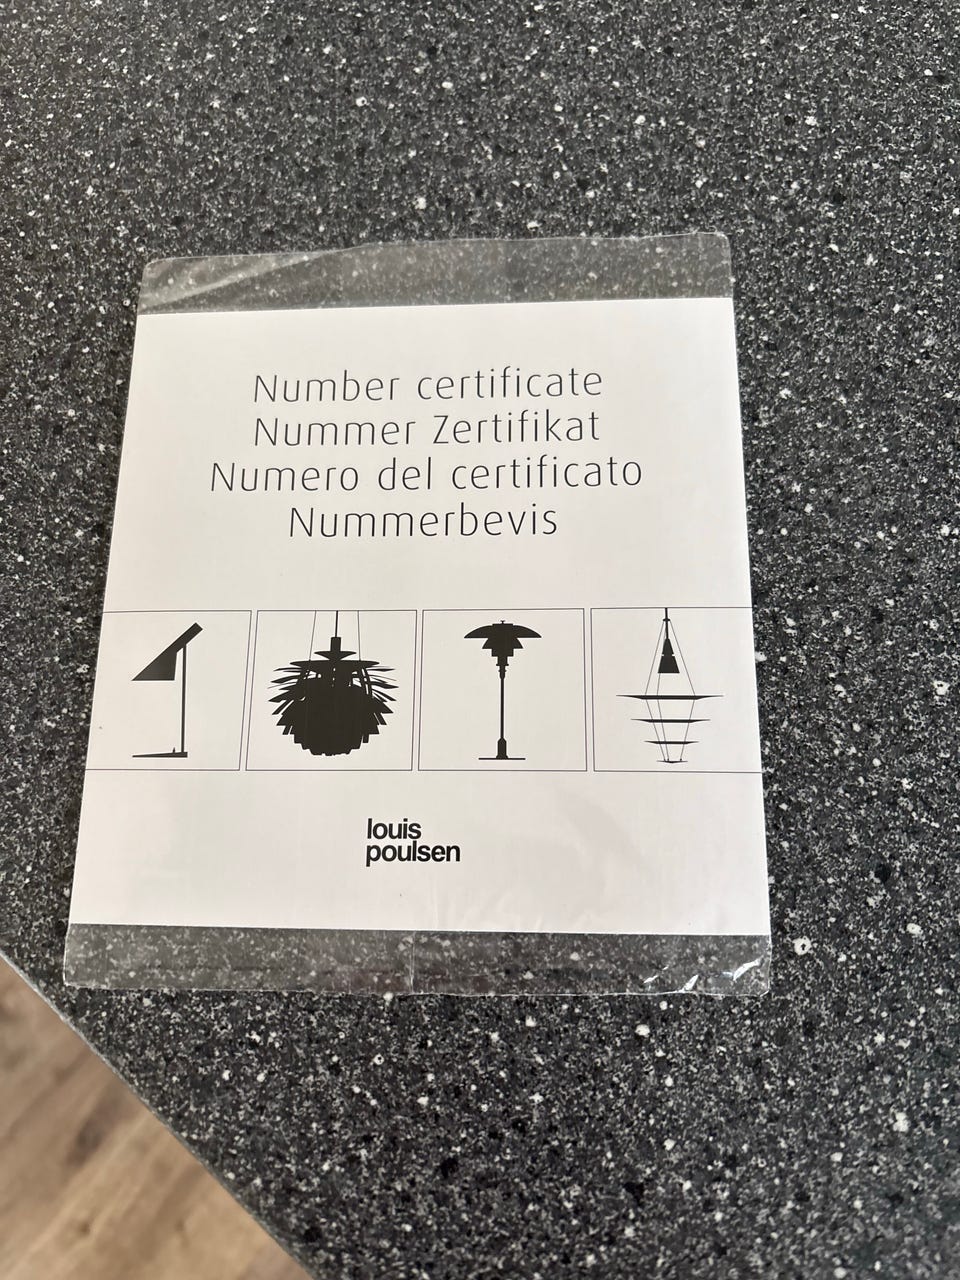 Number certificate
Nummer Zertifikat
Numero del certificato
Nummerbevis
louis
poulsen